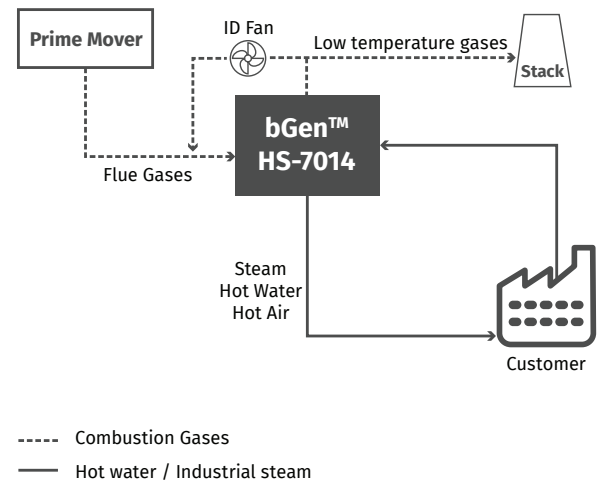 Prime Mover
ID Fan
Low temperature gases
Stack
bGen™
HS-7014
Flue Gases
Steam
Hot Water
Hot Air
Customer
Combustion Gases
Hot water / Industrial steam